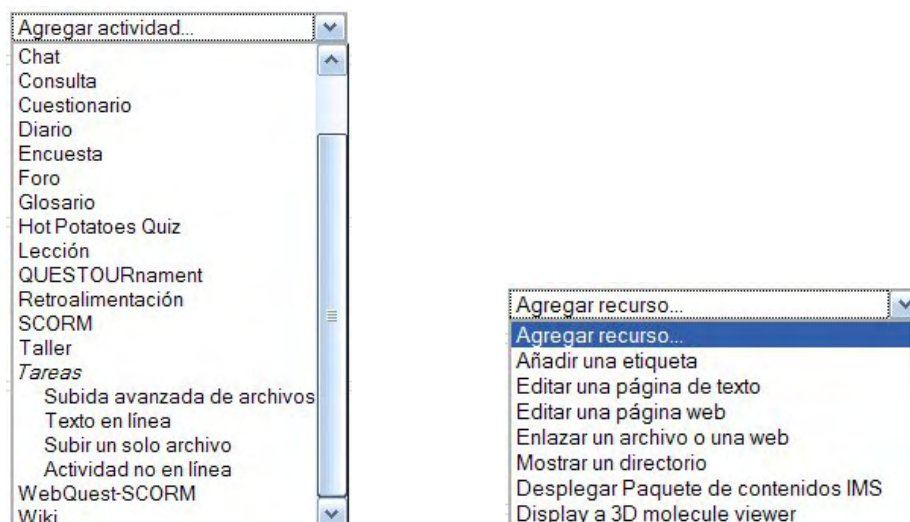 Agregar actividad...
Chat
Consulta
Cuestionario
Diario
Encuesta
Foro
Glosario
Hot Potatoes Quiz
Lección
QUESTOURnament
Retroalimentación
SCORM
Taller
Tareas
Subida avanzada de archivos
Texto en línea
Subir un solo archivo
Actividad no en línea
WebQuest-SCORM
Wiki
Agregar recurso...
Agregar recurso...
Añadir una etiqueta
Editar una página de texto
Editar una página web
Enlazar un archivo o una web
Mostrar un directorio
Desplegar Paquete de contenidos IMS
Display a 3D molecule viewer